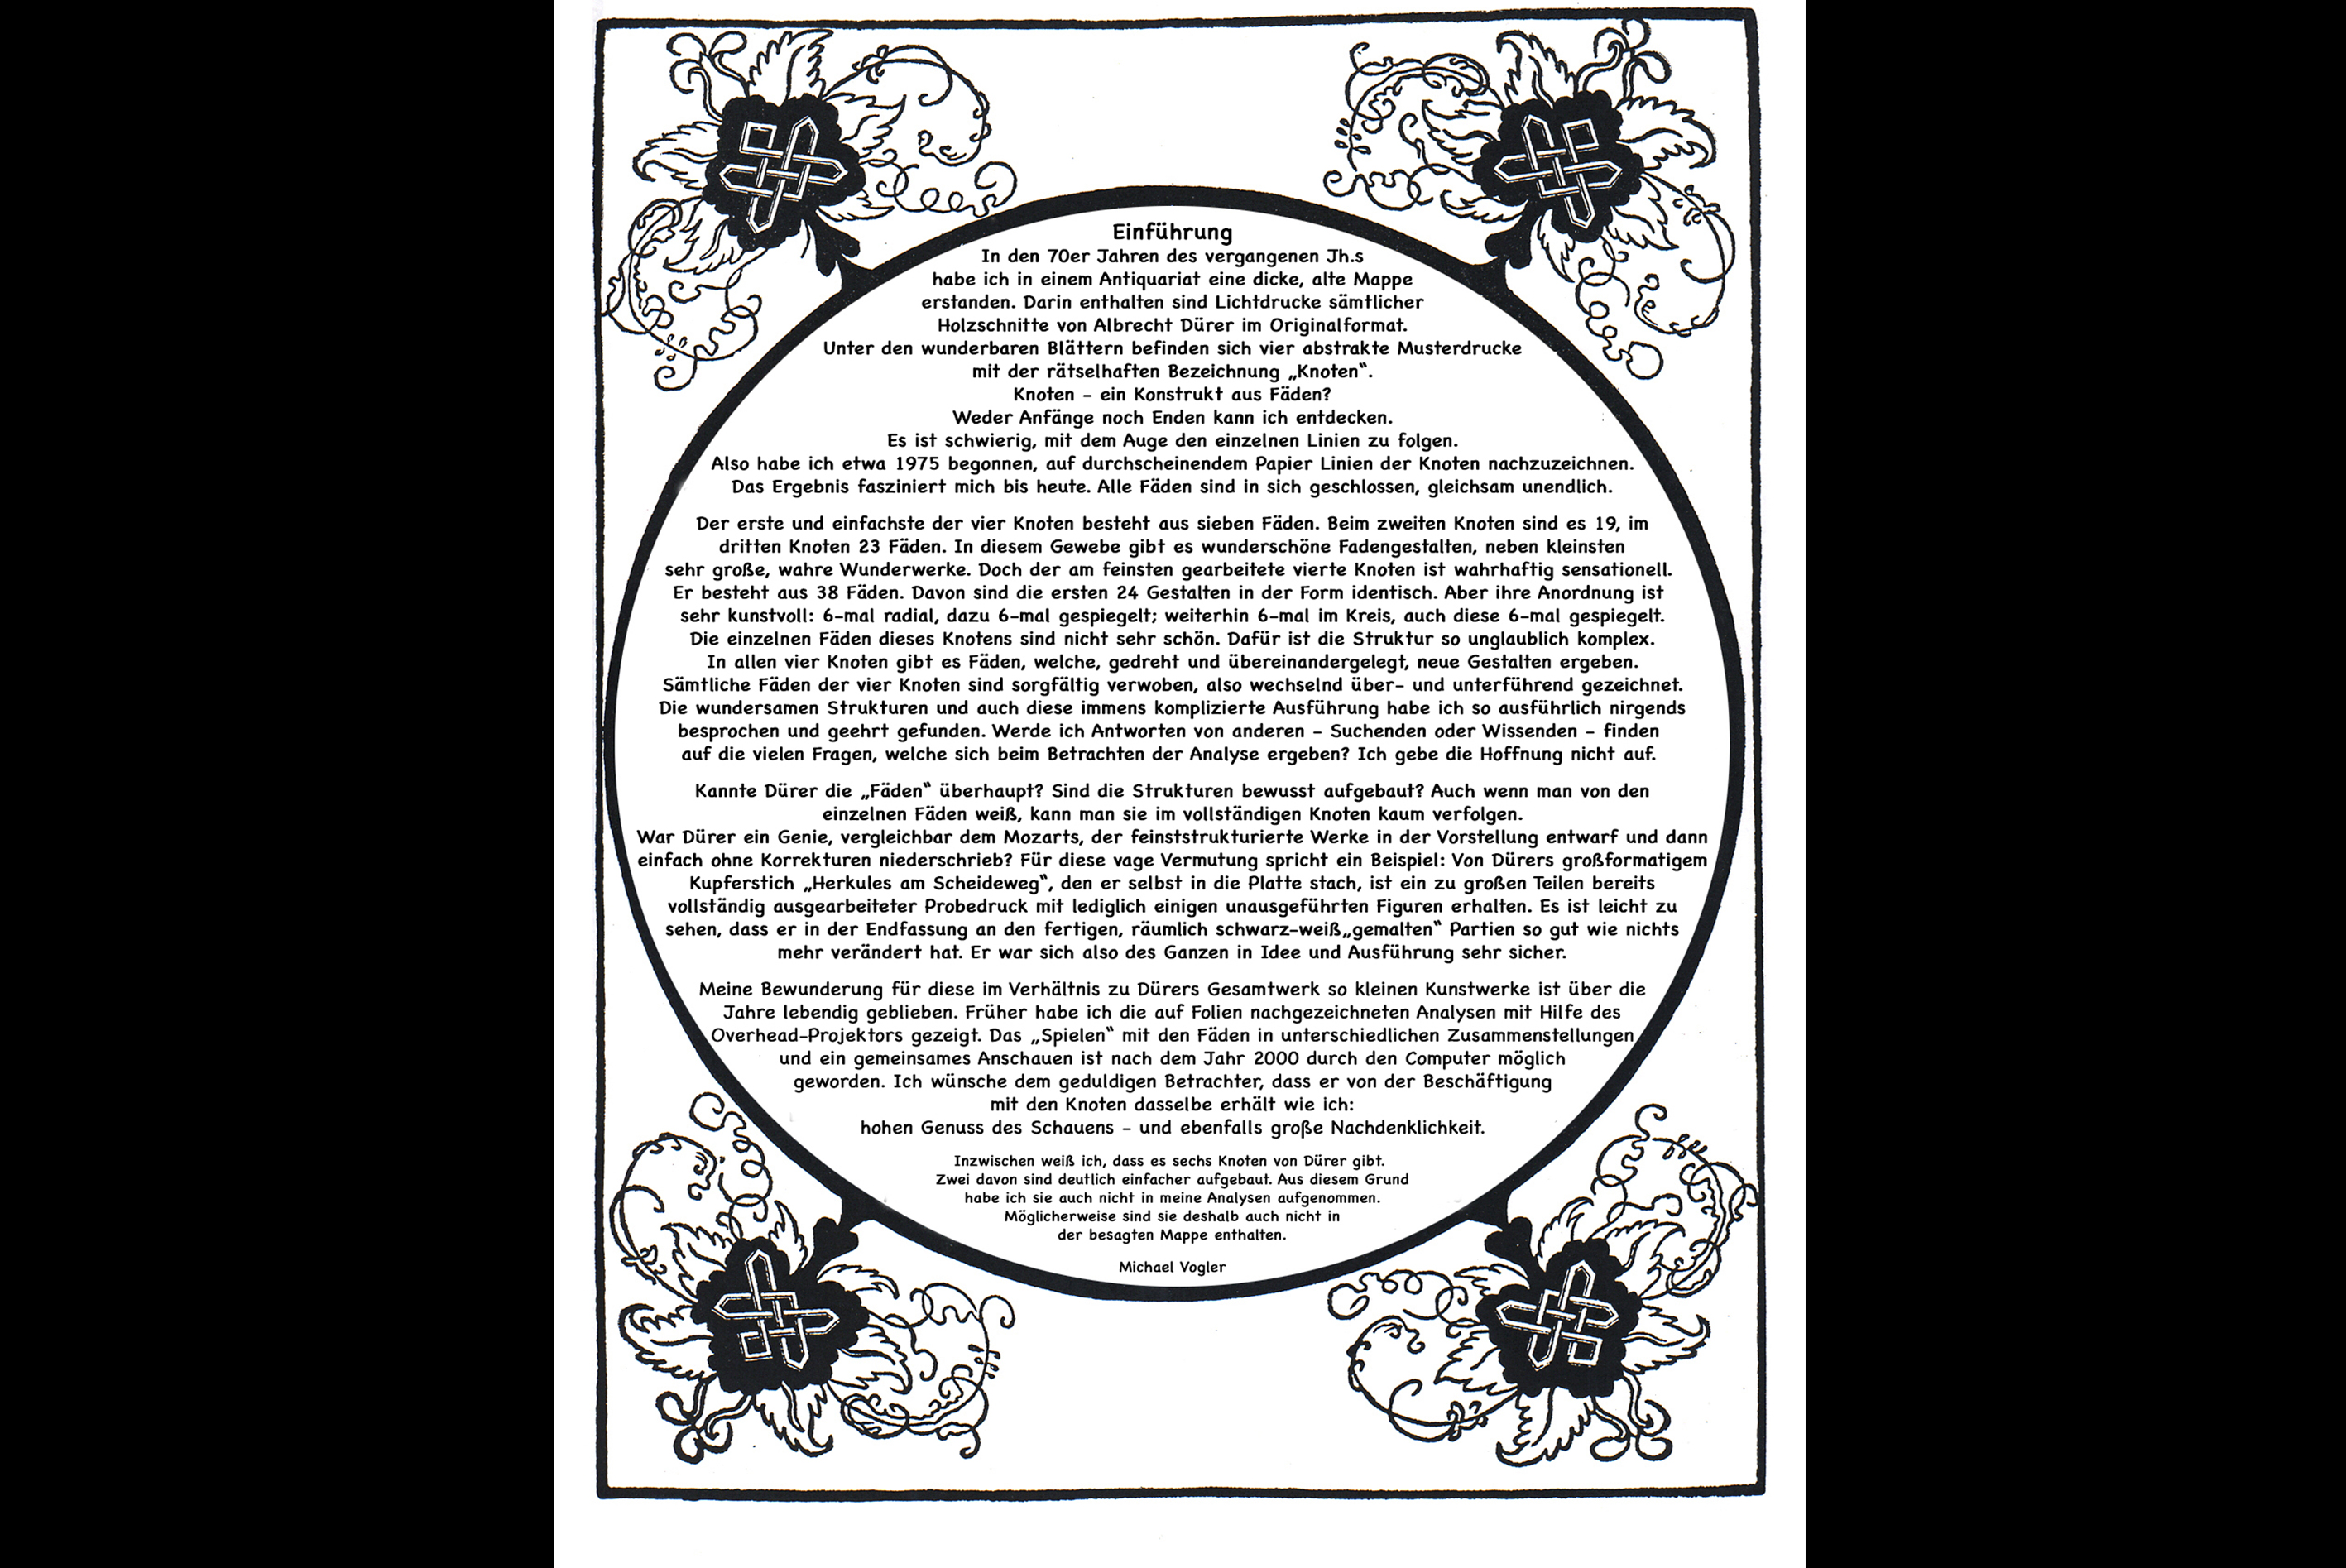 Einführung
In den 70er Jahren des vergangenen Jh.s
habe ich in einem Antiquariat eine dicke, alte Mappe
erstanden. Darin enthalten sind Lichtdrucke sämtlicher
Holzschnitte von Albrecht Dürer im Originalformat.
Unter den wunderbaren Blättern befinden sich vier abstrakte Musterdrucke
mit der rätselhaften Bezeichnung „Knoten“.
Knoten – ein Konstrukt aus Fäden?
Weder Anfänge noch Enden kann ich entdecken.
Es ist schwierig, mit dem Auge den einzelnen Linien zu folgen.
Also habe ich etwa 1975 begonnen, auf durchscheinendem Papier Linien der Knoten nachzuzeichnen.
Das Ergebnis fasziniert mich bis heute. Alle Fäden sind in sich geschlossen, gleichsam unendlich.
Der erste und einfachste der vier Knoten besteht aus sieben Fäden. Beim zweiten Knoten sind es 19, im
dritten Knoten 23 Fäden. In diesem Gewebe gibt es wunderschöne Fadengestalten, neben kleinsten
sehr große, wahre Wunderwerke. Doch der am feinsten gearbeitete vierte Knoten ist wahrhaftig sensationell.
Er besteht aus 38 Fäden. Davon sind die ersten 24 Gestalten in der Form identisch. Aber ihre Anordnung ist
sehr kunstvoll: 6-mal radial, dazu 6-mal gespiegelt; weiterhin 6-mal im Kreis, auch diese 6-mal gespiegelt.
Die einzelnen Fäden dieses Knotens sind nicht sehr schön. Dafür ist die Struktur so unglaublich komplex.
In allen vier Knoten gibt es Fäden, welche, gedreht und übereinandergelegt, neue Gestalten ergeben.
Sämtliche Fäden der vier Knoten sind sorgfältig verwoben, also wechselnd über- und unterführend gezeichnet.
Die wundersamen Strukturen und auch diese immens komplizierte Ausführung habe ich so ausführlich nirgends
besprochen und geehrt gefunden. Werde ich Antworten von anderen – Suchenden oder Wissenden – finden
auf die vielen Fragen, welche sich beim Betrachten der Analyse ergeben? Ich gebe die Hoffnung nicht auf.
Kannte Dürer die „Fäden“ überhaupt? Sind die Strukturen bewusst aufgebaut? Auch wenn man von den
einzelnen Fäden weiß, kann man sie im vollständigen Knoten kaum verfolgen.
War Dürer ein Genie, vergleichbar dem Mozarts, der feinststrukturierte Werke in der Vorstellung entwarf und dann
einfach ohne Korrekturen niederschrieb? Für diese vage Vermutung spricht ein Beispiel: Von Dürers großformatigem
Kupferstich „Herkules am Scheideweg“, den er selbst in die Platte stach, ist ein zu großen Teilen bereits
vollständig ausgearbeiteter Probedruck mit lediglich einigen unausgeführten Figuren erhalten. Es ist leicht zu
sehen, dass er in der Endfassung an den fertigen, räumlich schwarz-weiß„gemalten“ Partien so gut wie nichts
mehr verändert hat. Er war sich also des Ganzen in Idee und Ausführung sehr sicher.
Meine Bewunderung für diese im Verhältnis zu Dürers Gesamtwerk so kleinen Kunstwerke ist über die
Jahre lebendig geblieben. Früher habe ich die auf Folien nachgezeichneten Analysen mit Hilfe des
Overhead-Projektors gezeigt. Das „Spielen“ mit den Fäden in unterschiedlichen Zusammenstellungen
und ein gemeinsames Anschauen ist nach dem Jahr 2000 durch den Computer möglich
geworden. Ich wünsche dem geduldigen Betrachter, dass er von der Beschäftigung
mit den Knoten dasselbe erhält wie ich:
hohen Genuss des Schauens – und ebenfalls große Nachdenklichkeit.
Inzwischen weiß ich, dass es sechs Knoten von Dürer gibt.
Zwei davon sind deutlich einfacher aufgebaut. Aus diesem Grund
habe ich sie auch nicht in meine Analysen aufgenommen.
Möglicherweise sind sie deshalb auch nicht in
der besagten Mappe enthalten.
Michael Vogler